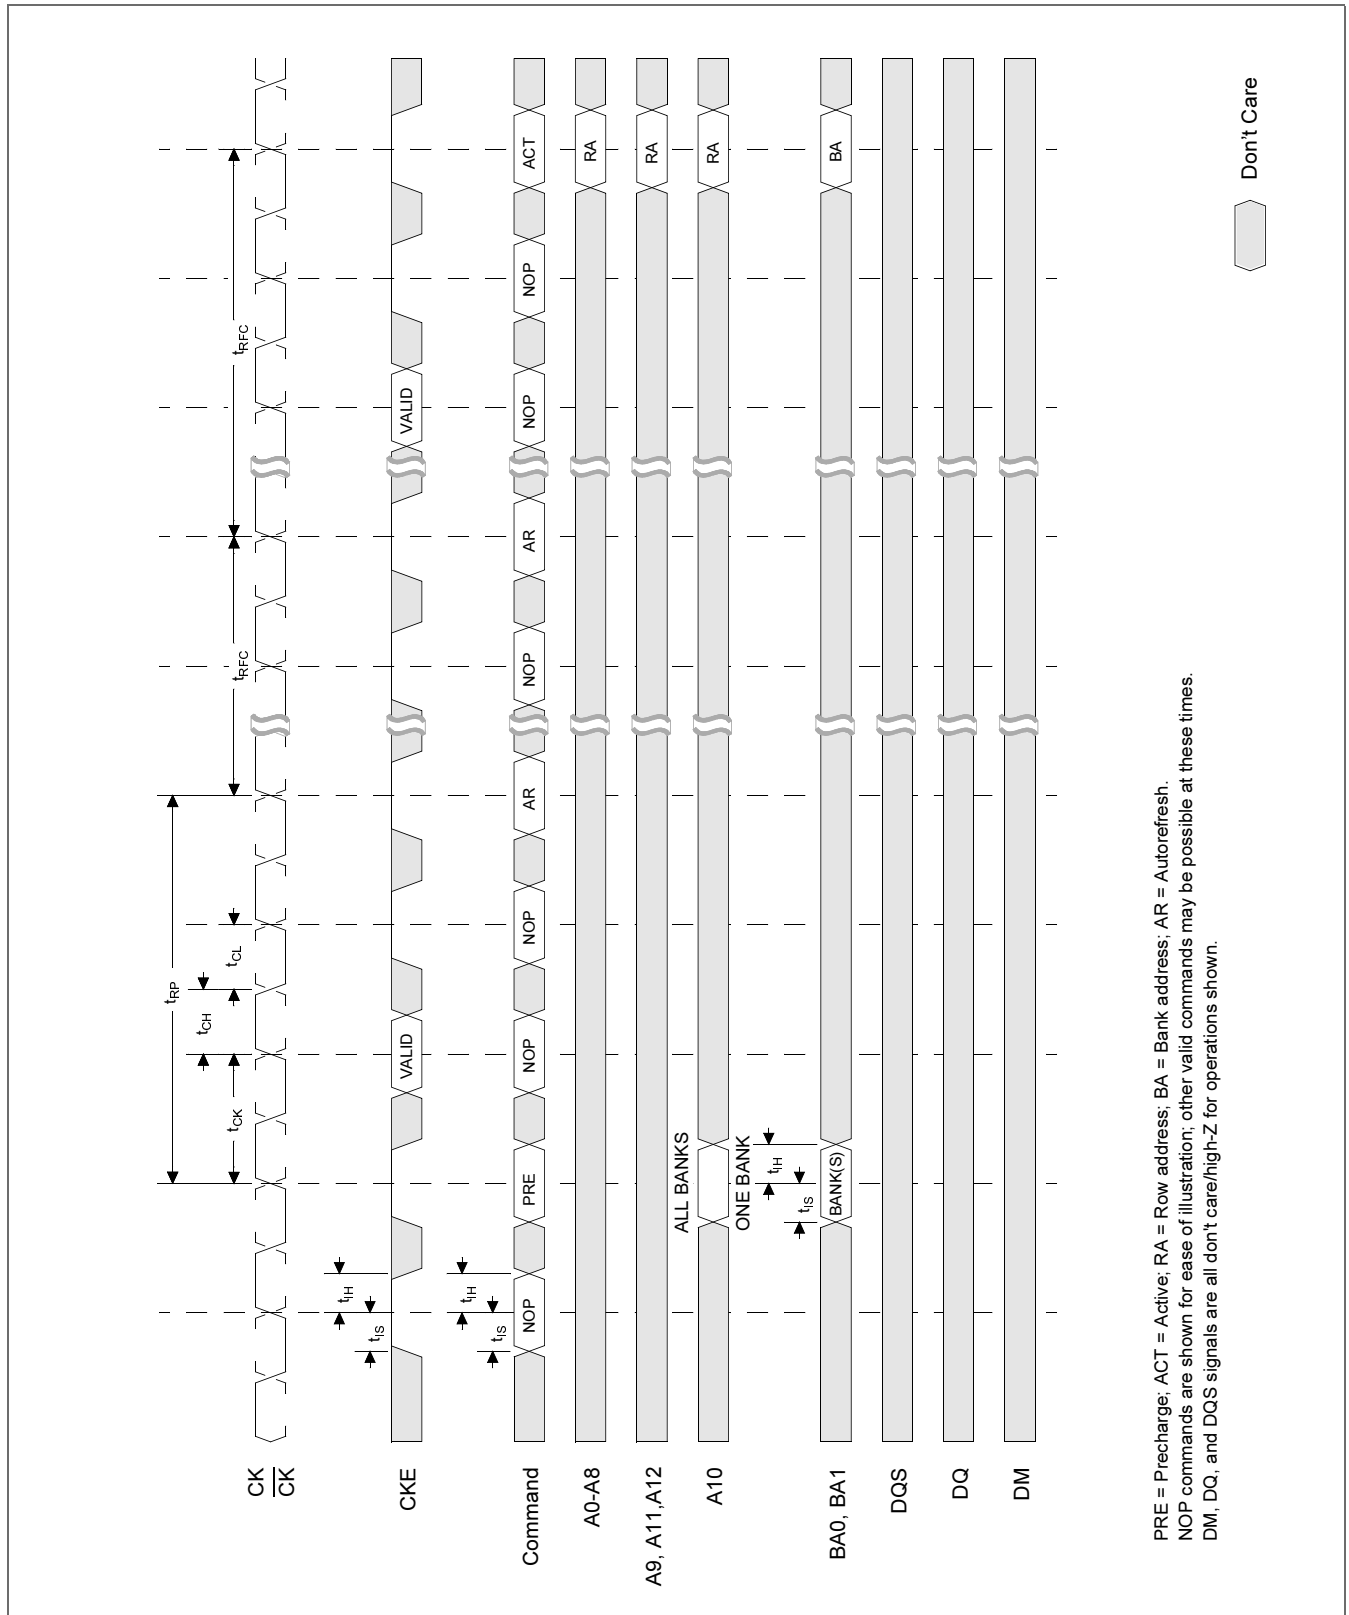 tRP
tCH
tCK
tCL
tRFC
tRFC
CK
CK
tIH
tIS
CKE
VALID
VALID
tIH
tIS
Command
NOP
PRE
NOP
NOP
AR
NOP
AR
NOP
NOP
ACT
A0-A8
RA
A9, A11,A12
RA
ALL BANKS
A10
RA
ONE BANK
tIH
tIS
BA0, BA1
BANK(S)
BA
DQS
DQ
DM
PRE = Precharge; ACT = Active; RA = Row address; BA = Bank address; AR = Autorefresh.
NOP commands are shown for ease of illustration; other valid commands may be possible at these times.
DM, DQ, and DQS signals are all don't care/high-Z for operations shown.
Don't Care